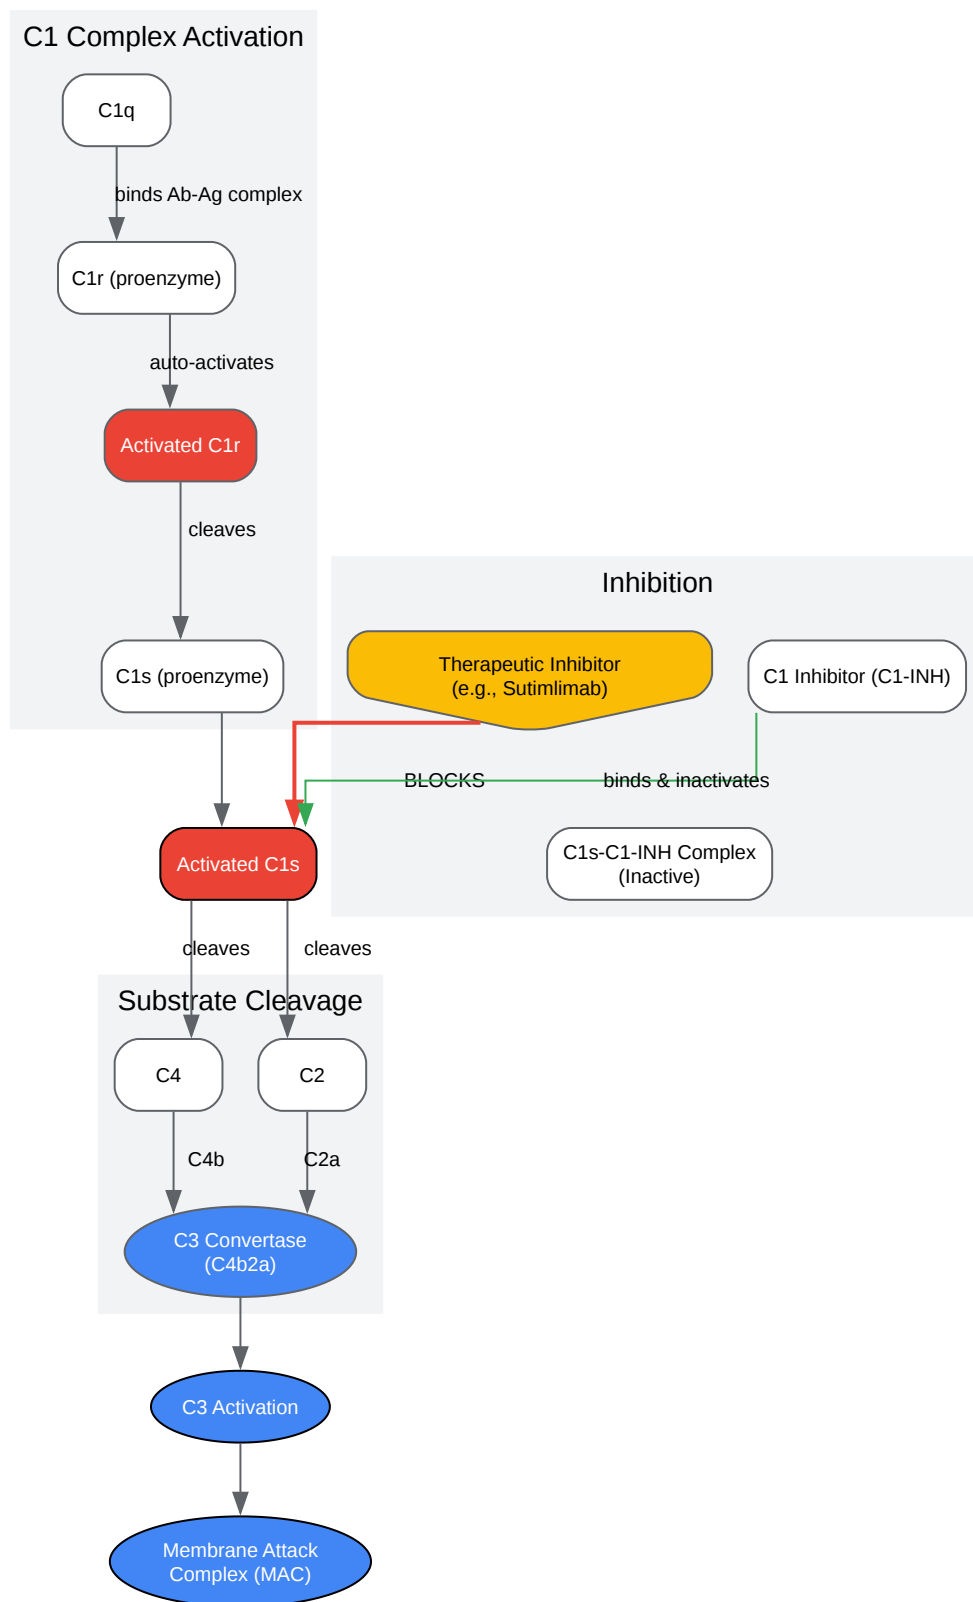 C1 Complex Activation
C1q
binds Ab-Ag complex
C1r (proenzyme)
auto-activates
Activated C1r
cleaves
C1s (proenzyme)
Inhibition
Therapeutic Inhibitor
(e.g., Sutimlimab)
C1 Inhibitor (C1-INH)
BLOCKS
binds & inactivates
Activated C1s
C1s-C1-INH Complex
(Inactive)
cleaves
cleaves
Substrate Cleavage
C4
C2
C4b
C2a
C3 Convertase
(C4b2a)
C3 Activation
Membrane Attack
Complex (MAC)